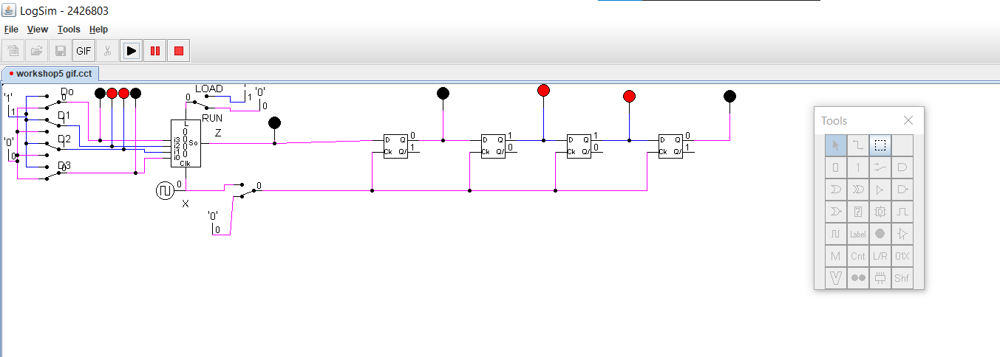 LogSim - 2426803
File View Tools Help
GIF
workshop5 gif.cct
Do
0
'1'
1
D1
1
D2
1
'0'
0
D3
0
LOAD
0
1
'0'
0
RUN
L
i3 0
i2 0 So
i1 0
i0 0
Clk
Z
0
X
0
'0'
0
D Q 0
Ck Q/ 1
D Q 1
Ck Q/ 0
D Q 1
Ck Q/ 0
D Q 0
Ck Q/ 1
Tools
0 1
?
D
Label
M Cnt L/R 01X
Shf